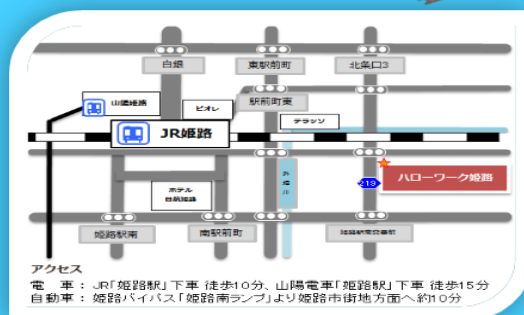 白銀
東駅前町
北条口3
山陽姫路
ピオレ
駅前町東
テラッソ
JR姫路
外堀川
219
ハローワーク姫路
ホテル
日航姫路
姫路駅南
南駅前町
アクセス
電　車： JR「姫路駅」下車 徒歩10分、山陽電車「姫路駅」下車 徒歩15分
自動車： 姫路バイパス「姫路南ランプ」より姫路市街地方面へ約10分